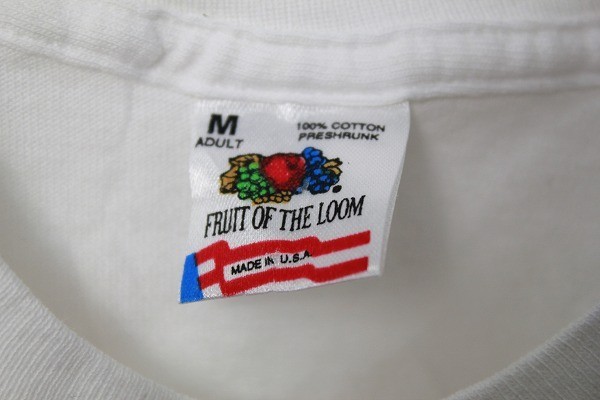 M
ADULT
100% COTTON
PRESHRUNK
FRUIT OF THE LOOM
MADE IN U.S.A.